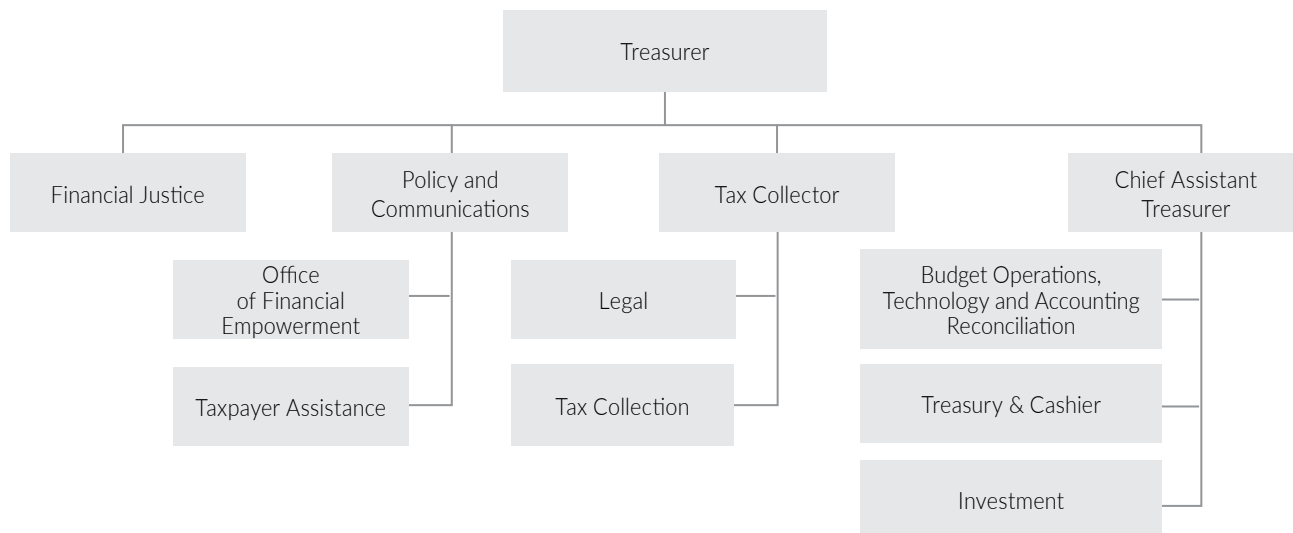 Treasurer
Financial Justice
Policy and
Communications
Tax Collector
Chief Assistant
Treasurer
Office
of Financial
Empowerment
Taxpayer Assistance
Legal
Tax Collection
Budget Operations,
Technology and Accounting
Reconciliation
Treasury & Cashier
Investment